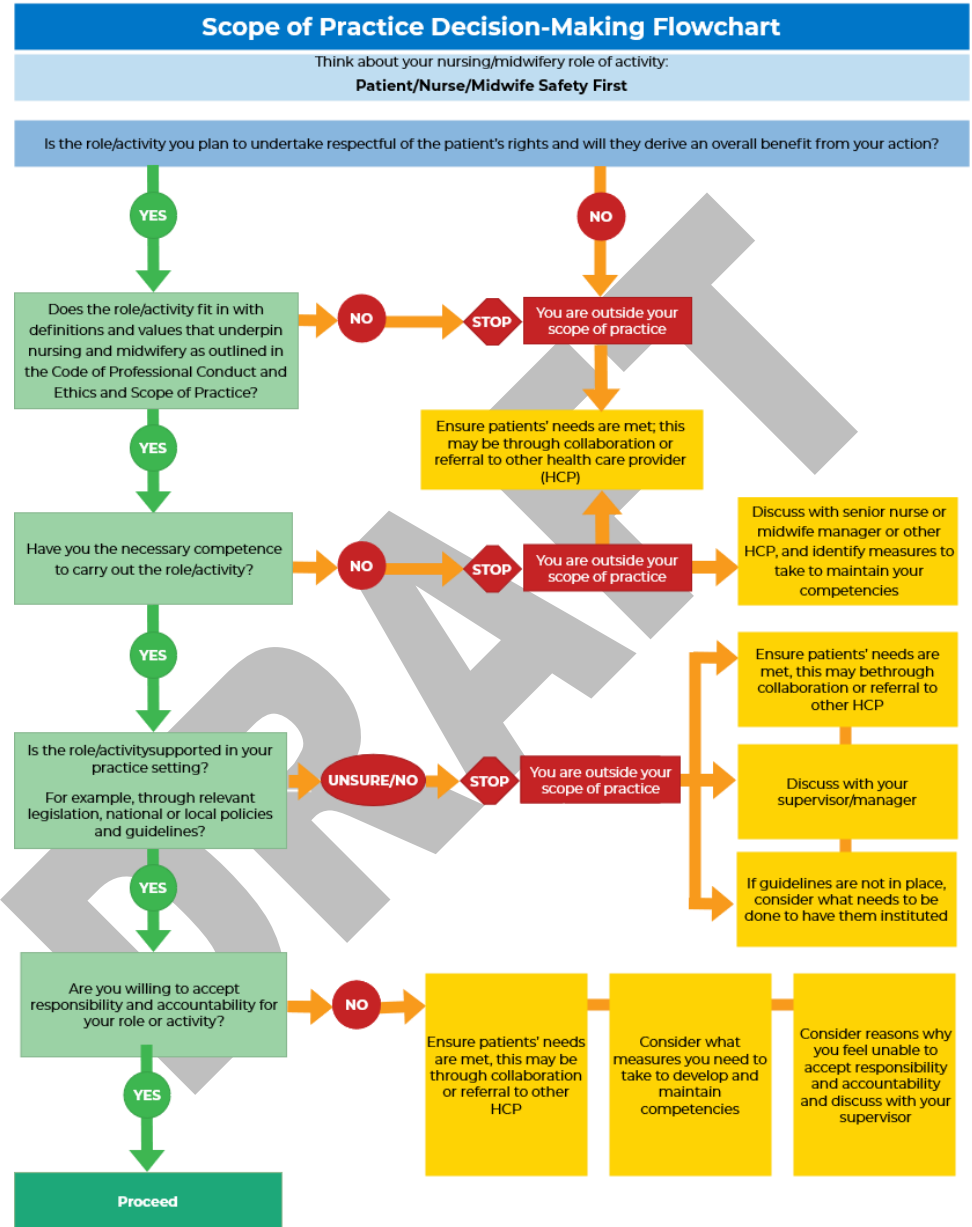 Scope of Practice Decision-Making Flowchart
Think about your nursing/midwifery role of activity:
Patient/Nurse/Midwife Safety First
Is the role/activity you plan to undertake respectful of the patient's rights and will they derive an overall benefit from your action?
YES
NO
Does the role/activity fit in with
definitions and values that underpin
nursing and midwifery as outlined in
the Code of Professional Conduct and
Ethics and Scope of Practice?
NO
STOP
You are outside your
scope of practice
YES
Ensure patients' needs are met; this
may be through collaboration or
referral to other health care provider
(HCP)
Have you the necessary competence
to carry out the role/activity?
NO
STOP
You are outside your
scope of practice
Discuss with senior nurse or
midwife manager or other
HCP, and identify measures to
take to maintain your
competencies
YES
Is the role/activitysupported in your
practice setting?
For example, through relevant
legislation, national or local policies
and guidelines?
UNSURE/NO
STOP
You are outside your
scope of practice
Ensure patients' needs are
met, this may bethrough
collaboration or referral to
other HCP
Discuss with your
supervisor/manager
If guidelines are not in place,
consider what needs to be
done to have them instituted
YES
Are you willing to accept
responsibility and accountability for
your role or activity?
NO
Ensure patients' needs
are met, this may be
through collaboration
or referral to other
HCP
Consider what
measures you need to
take to develop and
maintain
competencies
Consider reasons why
you feel unable to
accept responsibility
and accountability
and discuss with your
supervisor
YES
Proceed
DRAFT